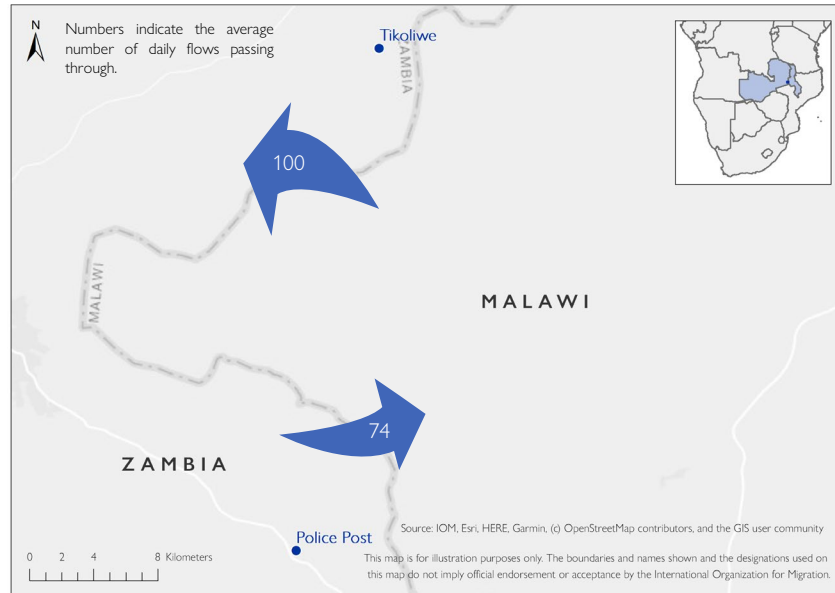 N
Numbers indicate the average
number of daily flows passing
through.
Tikoliwe
ZAMBIA
100
MALAWI
MALAWI
74
ZAMBIA
Police Post
Source: IOM, Esri, HERE, Garmin, (c) OpenStreetMap contributors, and the GIS user community
0 2 4 8 Kilometers
This map is for illustration purposes only. The boundaries and names shown and the designations used on
this map do not imply official endorsement or acceptance by the International Organization for Migration.